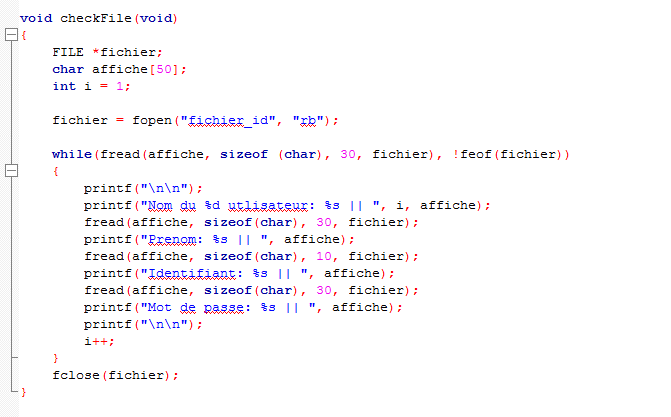 void checkFile(void)
{
FILE *fichier;
char affiche[50];
int i = 1;
fichier = fopen("fichier_id", "rb");
while(fread(affiche, sizeof (char), 30, fichier), !feof(fichier))
{
printf("\n\n");
printf("Nom du %d utlisateur: %s || ", i, affiche);
fread(affiche, sizeof(char), 30, fichier);
printf("Prenom: %s || ", affiche);
fread(affiche, sizeof(char), 10, fichier);
printf("Identifiant: %s || ", affiche);
fread(affiche, sizeof(char), 30, fichier);
printf("Mot de passe: %s || ", affiche);
printf("\n\n");
i++;
}
fclose(fichier);
}